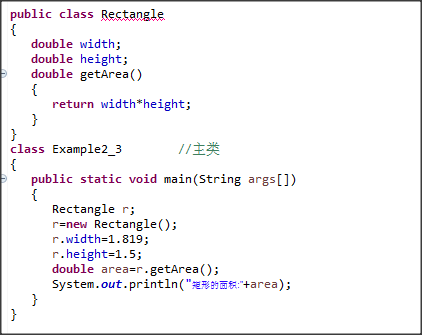 public class Rectangle
{
double width;
double height;
double getArea()
{
return width*height;
}
}
class Example2_3 //主类
{
public static void main(String args[])
{
Rectangle r;
r=new Rectangle();
r.width=1.819;
r.height=1.5;
double area=r.getArea();
System.out.println("矩形的面积:"+area);
}
}